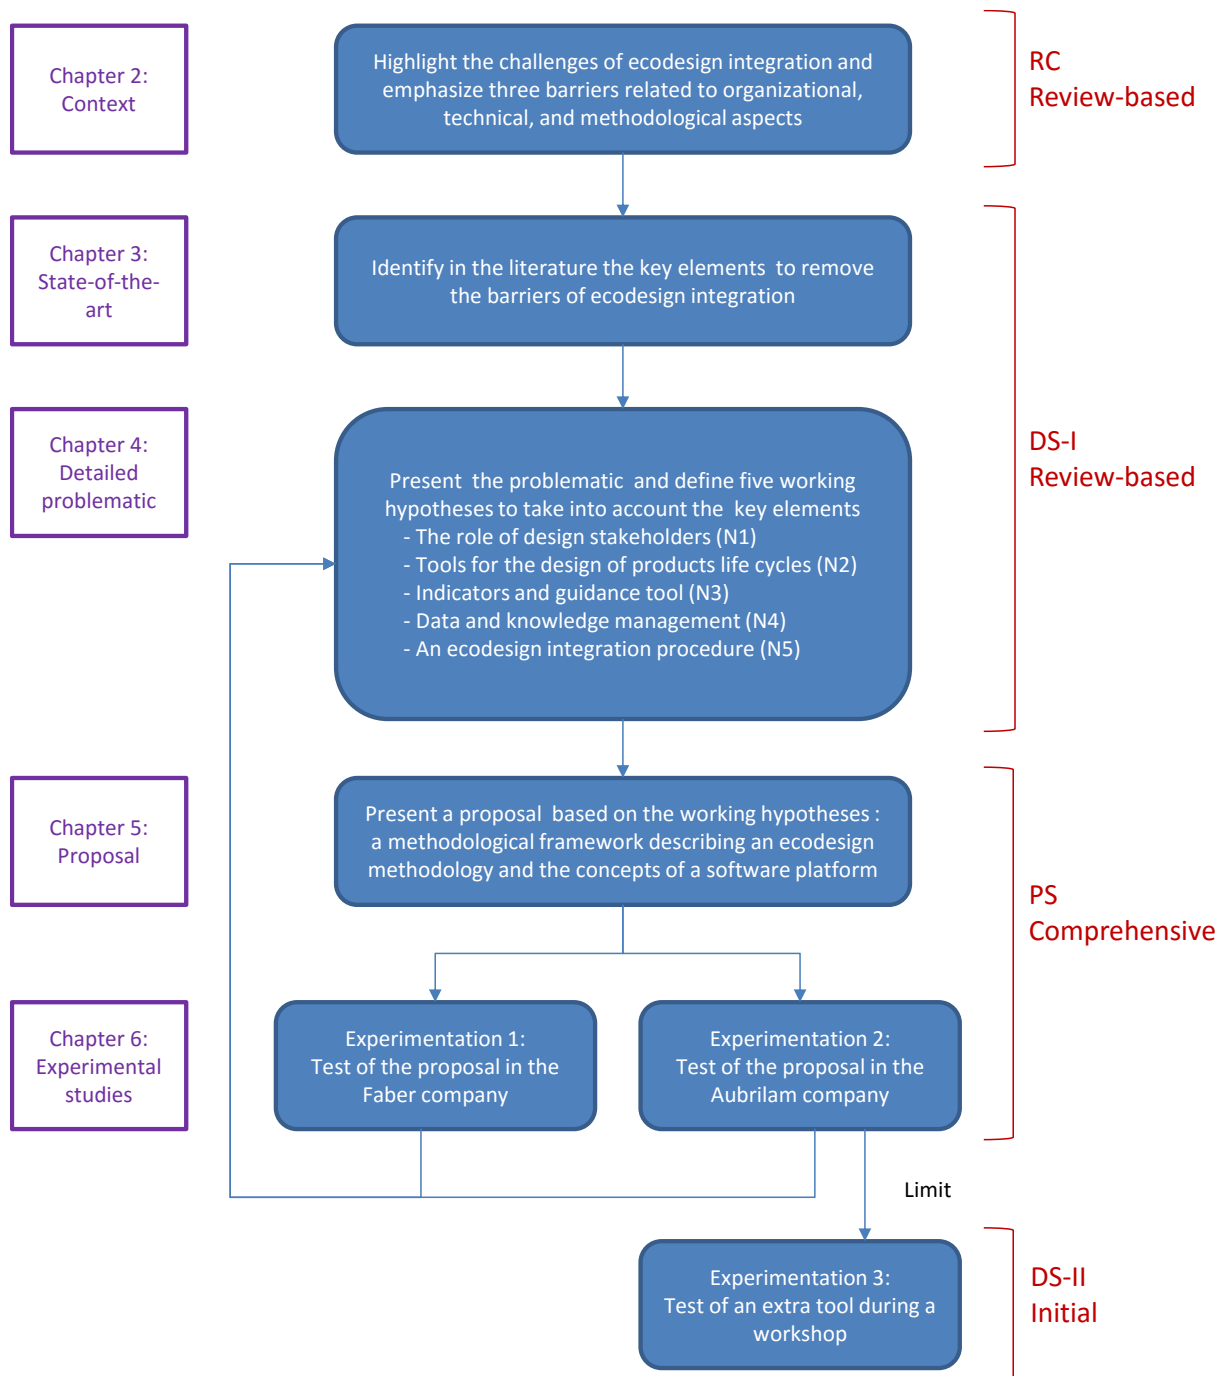 Chapter 2:
Context
Highlight the challenges of ecodesign integration and
emphasize three barriers related to organizational,
technical, and methodological aspects
RC
Review-based
Chapter 3:
State-of-the-
art
Identify in the literature the key elements to remove
the barriers of ecodesign integration
Chapter 4:
Detailed
problematic
Present the problematic and define five working
hypotheses to take into account the key elements
- The role of design stakeholders (N1)
- Tools for the design of products life cycles (N2)
- Indicators and guidance tool (N3)
- Data and knowledge management (N4)
- An ecodesign integration procedure (N5)
DS-I
Review-based
Chapter 5:
Proposal
Present a proposal based on the working hypotheses :
a methodological framework describing an ecodesign
methodology and the concepts of a software platform
PS
Comprehensive
Chapter 6:
Experimental
studies
Experimentation 1:
Test of the proposal in the
Faber company
Experimentation 2:
Test of the proposal in the
Aubrilam company
Limit
Experimentation 3:
Test of an extra tool during a
workshop
DS-II
Initial